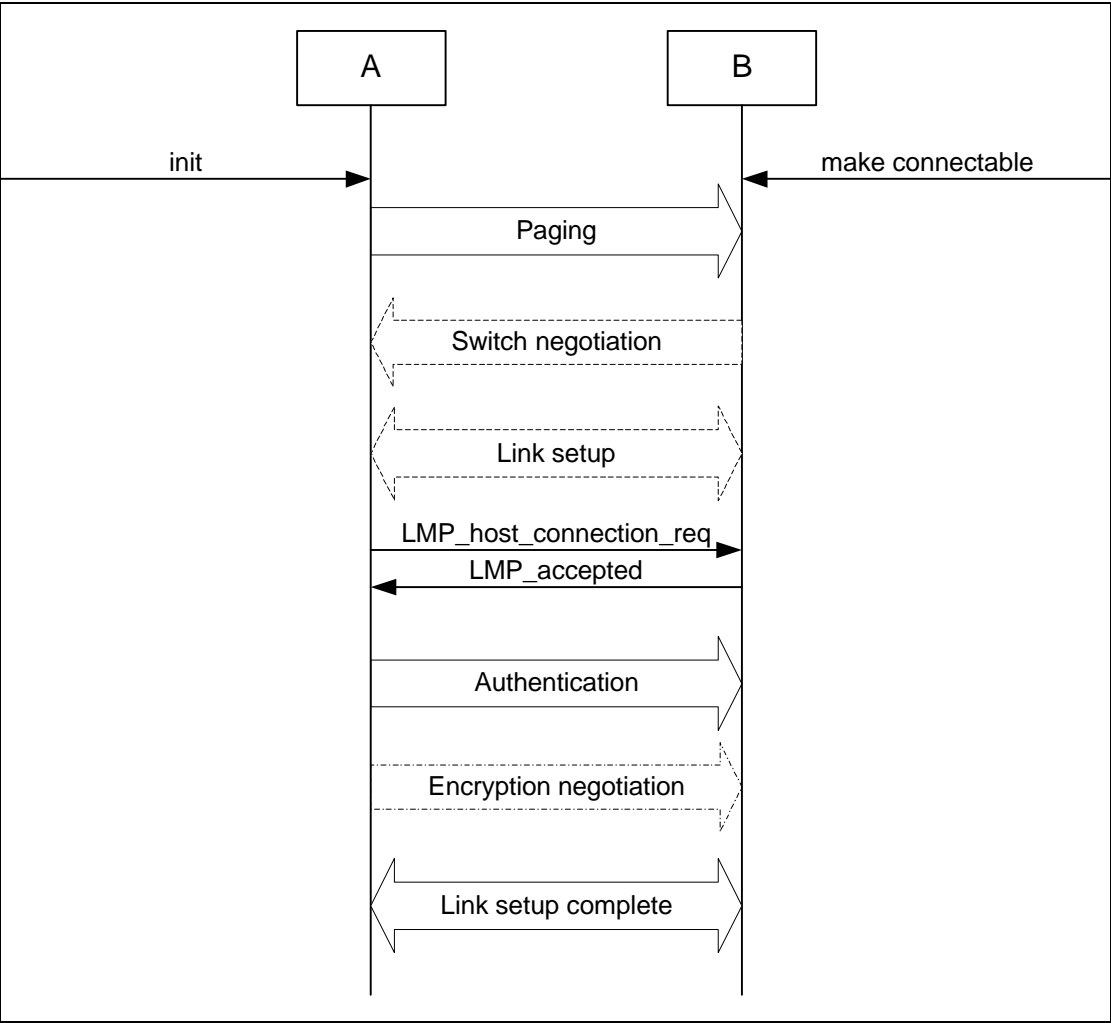 A
B
init
make connectable
Paging
Switch negotiation
Link setup
LMP_host_connection_req
LMP_accepted
Authentication
Encryption negotiation
Link setup complete